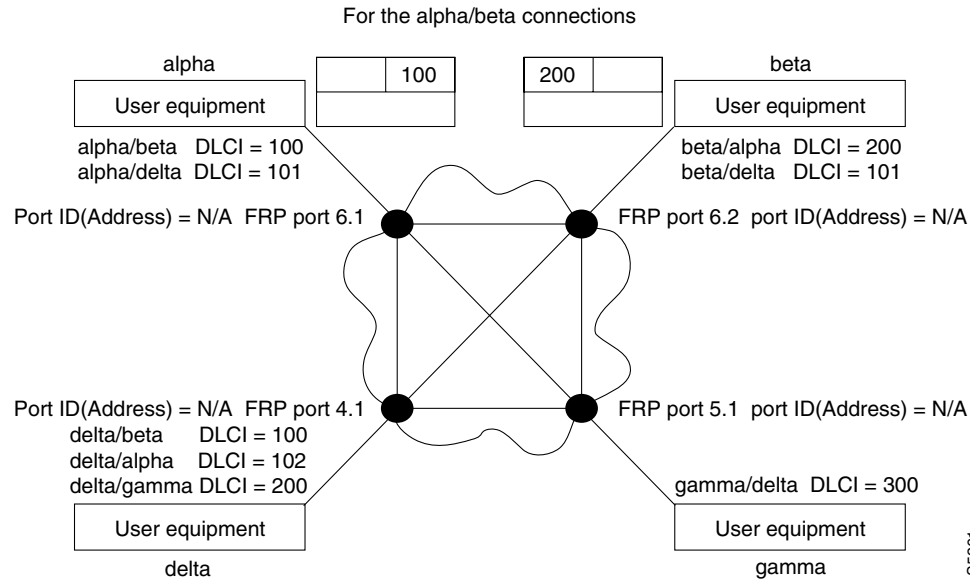 For the alpha/beta connections
alpha
100
200
beta
User equipment
User equipment
alpha/beta DLCI = 100
alpha/delta DLCI = 101
beta/alpha DLCI = 200
beta/delta DLCI = 101
Port ID(Address) = N/A FRP port 6.1
FRP port 6.2 port ID(Address) = N/A
Port ID(Address) = N/A FRP port 4.1
FRP port 5.1 port ID(Address) = N/A
delta/beta DLCI = 100
delta/alpha DLCI = 102
delta/gamma DLCI = 200
gamma/delta DLCI = 300
User equipment
User equipment
delta
gamma